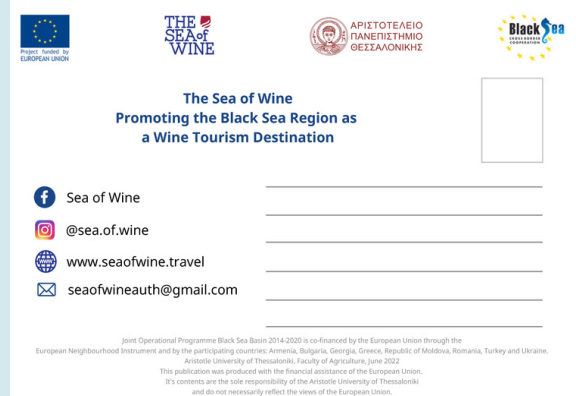 Project funded by
EUROPEAN UNION
THE
SEA of
WINE
ΑΡΙΣΤΟΤΕΛΕΙΟ
ΠΑΝΕΠΙΣΤΗΜΙΟ
ΘΕΣΣΑΛΟΝΙΚΗΣ
Black Sea
CROSS BORDER
COOPERATION
The Sea of Wine
Promoting the Black Sea Region as
a Wine Tourism Destination
Sea of Wine
@sea.of.wine
www.seaofwine.travel
seaofwineauth@gmail.com
Joint Operational Programme Black Sea Basin 2014-2020 is co-financed by the European Union through the
European Neighbourhood Instrument and by the participating countries: Armenia, Bulgaria, Georgia, Greece, Republic of Moldova, Romania, Turkey and Ukraine.
Aristotle University of Thessaloniki, Faculty of Agriculture, June 2022
This publication was produced with the financial assistance of the European Union.
It's contents are the sole responsibility of the Aristotle University of Thessaloniki
and do not necessarily reflect the views of the European Union.